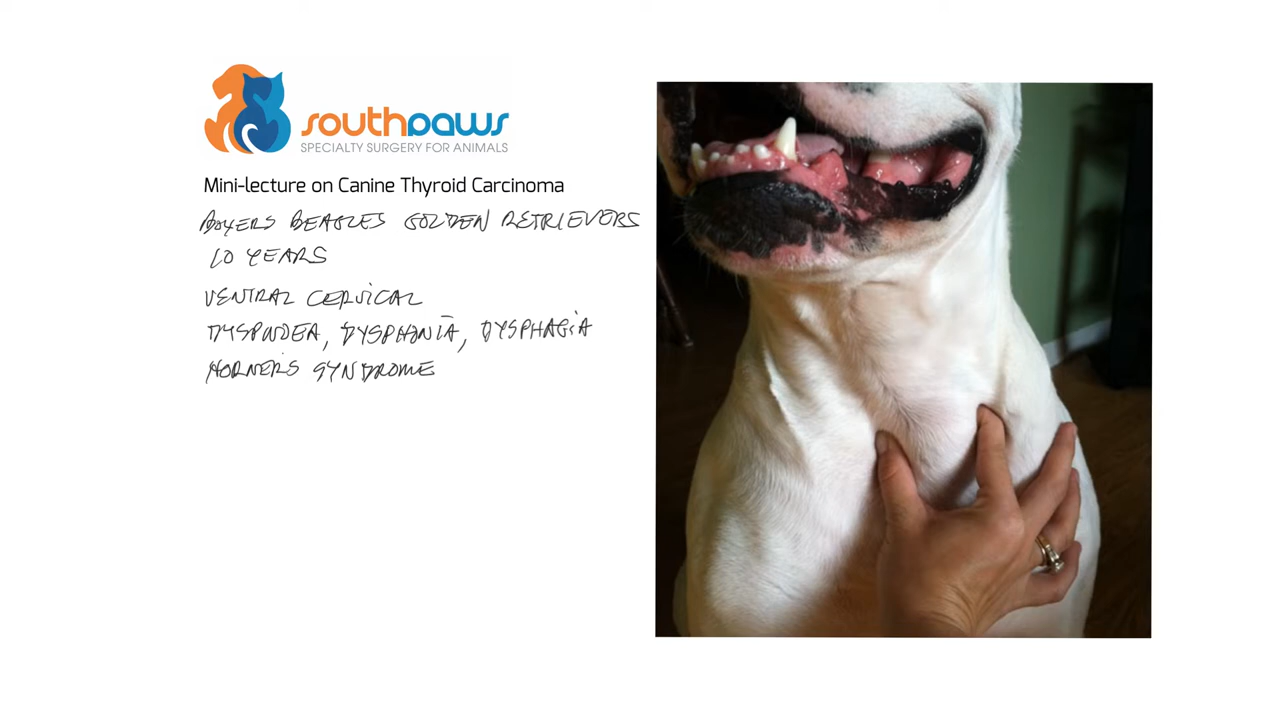 southpaws
SPECIALTY SURGERY FOR ANIMALS
Mini-lecture on Canine Thyroid Carcinoma
BOXERS BEAGLES GOLDEN RETRIEVERS
10 YEARS
VENTRAL CERVICAL
DYSPNOEA, DYSPHONIA, DYSPHAGIA
HORNER'S SYNDROME